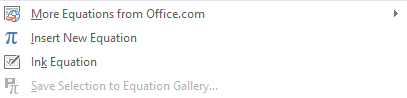 More Equations from Office.com
Insert New Equation
Ink Equation
Save Selection to Equation Gallery...